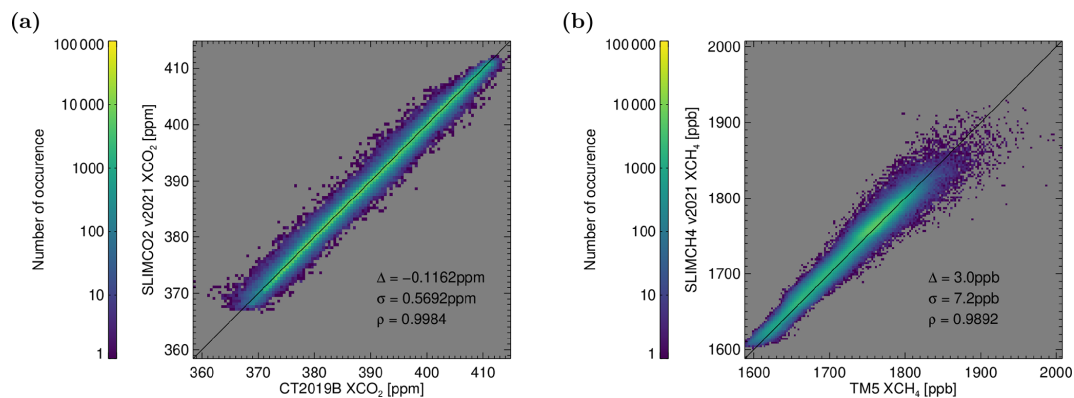 (a)
100 000
10 000
1000
100
10
1
Number of occurence
410
400
390
380
370
360
SLIMCO2 v2021 XCO₂ [ppm]
Δ = −0.1162ppm
σ = 0.5692ppm
ρ = 0.9984
360 370 380 390 400 410
CT2019B XCO₂ [ppm]
(b)
100 000
10 000
1000
100
10
1
Number of occurence
2000
1900
1800
1700
1600
SLIMCH4 v2021 XCH₄ [ppb]
Δ = 3.0ppb
σ = 7.2ppb
ρ = 0.9892
1600 1700 1800 1900 2000
TM5 XCH₄ [ppb]